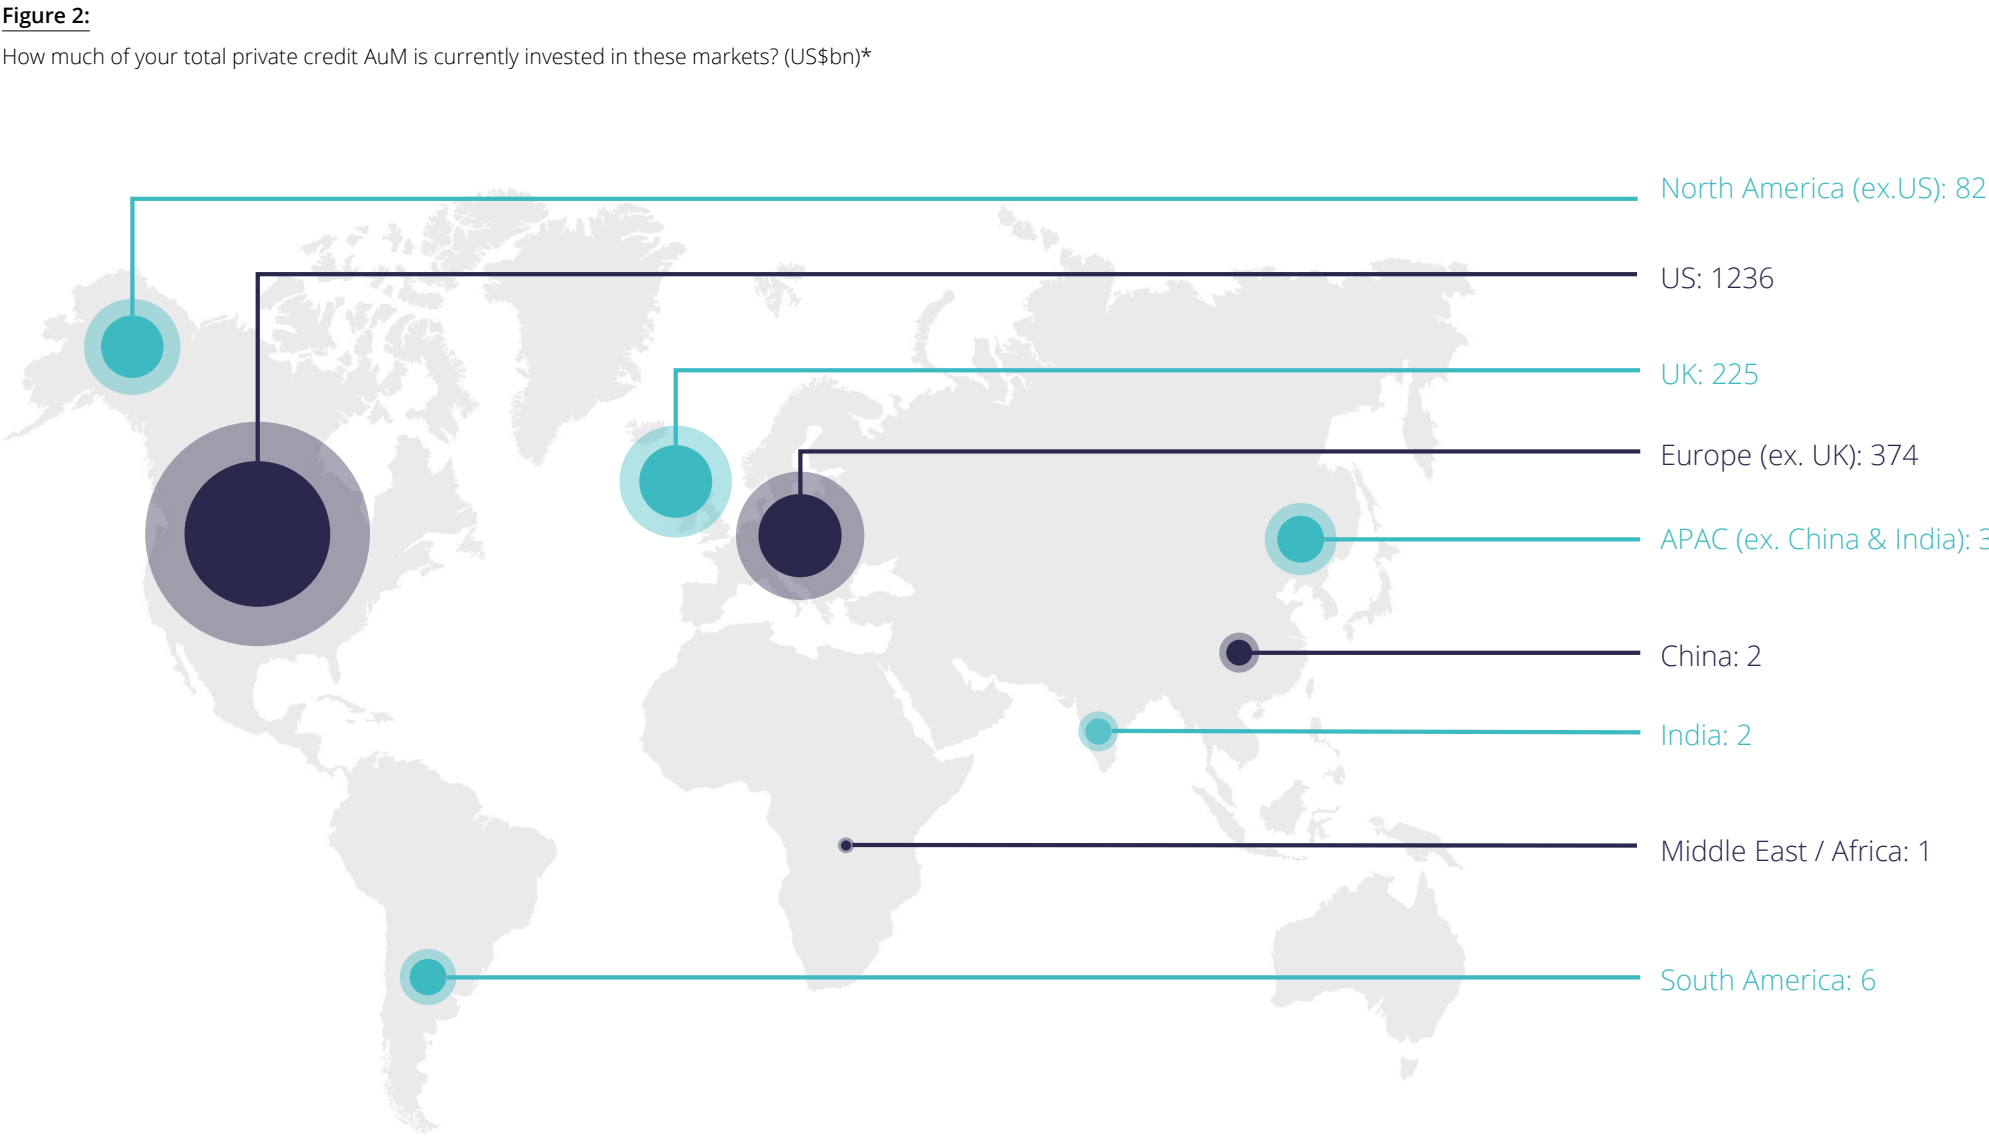 Figure 2:
How much of your total private credit AuM is currently invested in these markets? (US$bn)*
North America (ex.US): 82
US: 1236
UK: 225
Europe (ex. UK): 374
APAC (ex. China & India):
China: 2
India: 2
Middle East / Africa: 1
South America: 6